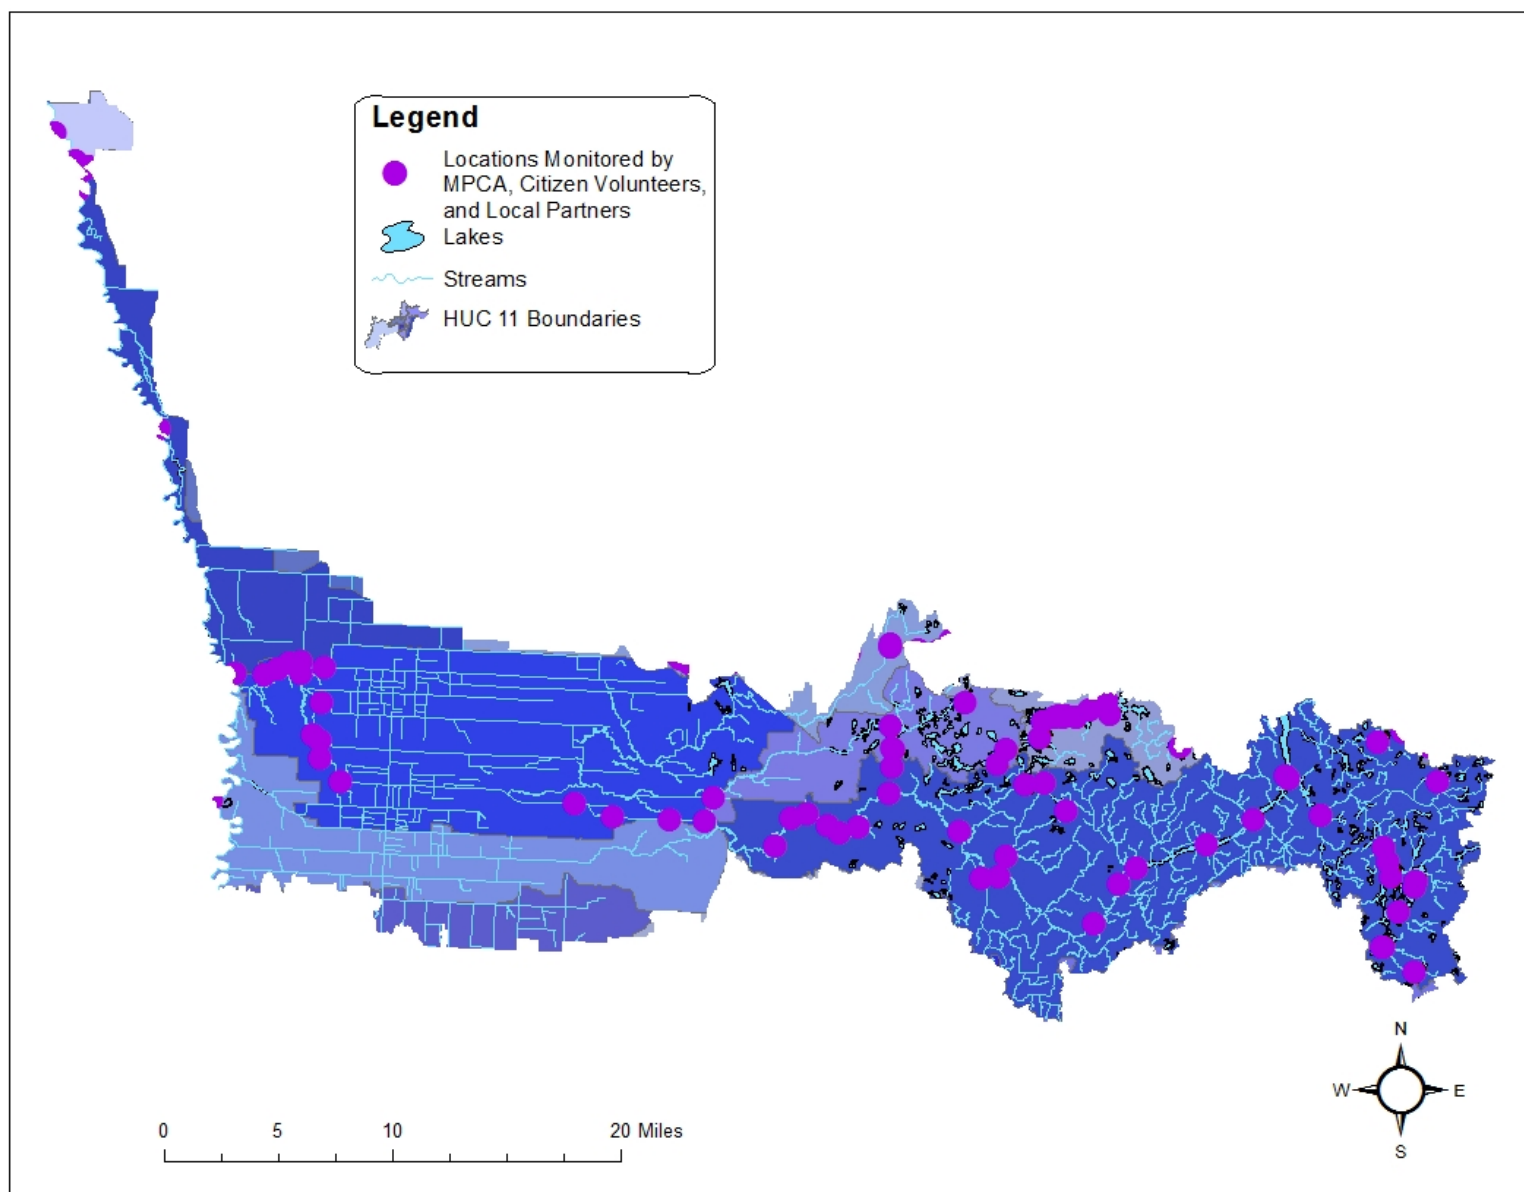 Legend
Locations Monitored by
MPCA, Citizen Volunteers,
and Local Partners
Lakes
Streams
HUC 11 Boundaries
N
W E
S
0 5 10 20 Miles